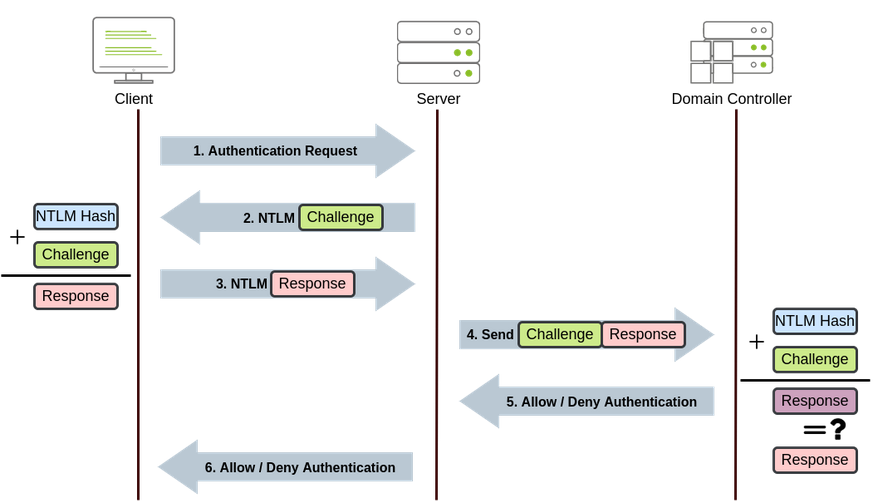 Client
Server
Domain Controller
1. Authentication Request
2. NTLM Challenge
NTLM Hash
+
Challenge
Response
3. NTLM Response
4. Send Challenge Response
NTLM Hash
+
Challenge
Response
=?
Response
5. Allow / Deny Authentication
6. Allow / Deny Authentication